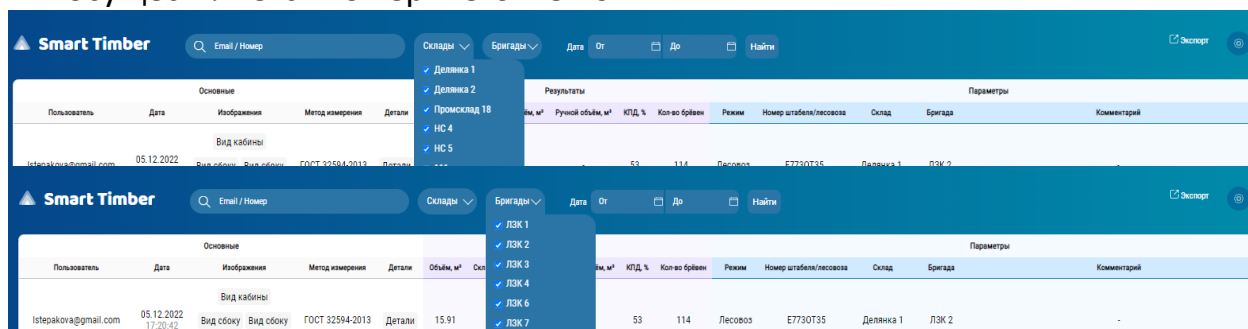 Smart Timber Email / Номер Склады Бригады Дата От До Найти Экспорт
Делянка 1
Делянка 2
Промсклад 18
НС 4
НС 5
Основные Результаты Параметры
Пользователь Дата Изображения Метод измерения Детали м³ Ручной объём, м³ КПД, % Кол-во брёвен Режим Номер штабеля/лесовоза Склад Бригада Комментарий
Вид кабины
lstepakova@gmail.com 05.12.2022 Вид сбоку Вид сбоку ГОСТ 32594-2013 Детали - 53 114 Лесовоз Е773ОТ35 Делянка 1 ЛЗК 2 -
Smart Timber Email / Номер Склады Бригады Дата От До Найти Экспорт
ЛЗК 1
ЛЗК 2
ЛЗК 3
ЛЗК 4
ЛЗК 6
ЛЗК 7
Основные Параметры
Пользователь Дата Изображения Метод измерения Детали Объём, м³ м³ КПД, % Кол-во брёвен Режим Номер штабеля/лесовоза Склад Бригада Комментарий
Вид кабины
lstepakova@gmail.com 05.12.2022 17:20:42 Вид сбоку Вид сбоку ГОСТ 32594-2013 Детали 15.91 53 114 Лесовоз Е773ОТ35 Делянка 1 ЛЗК 2 -